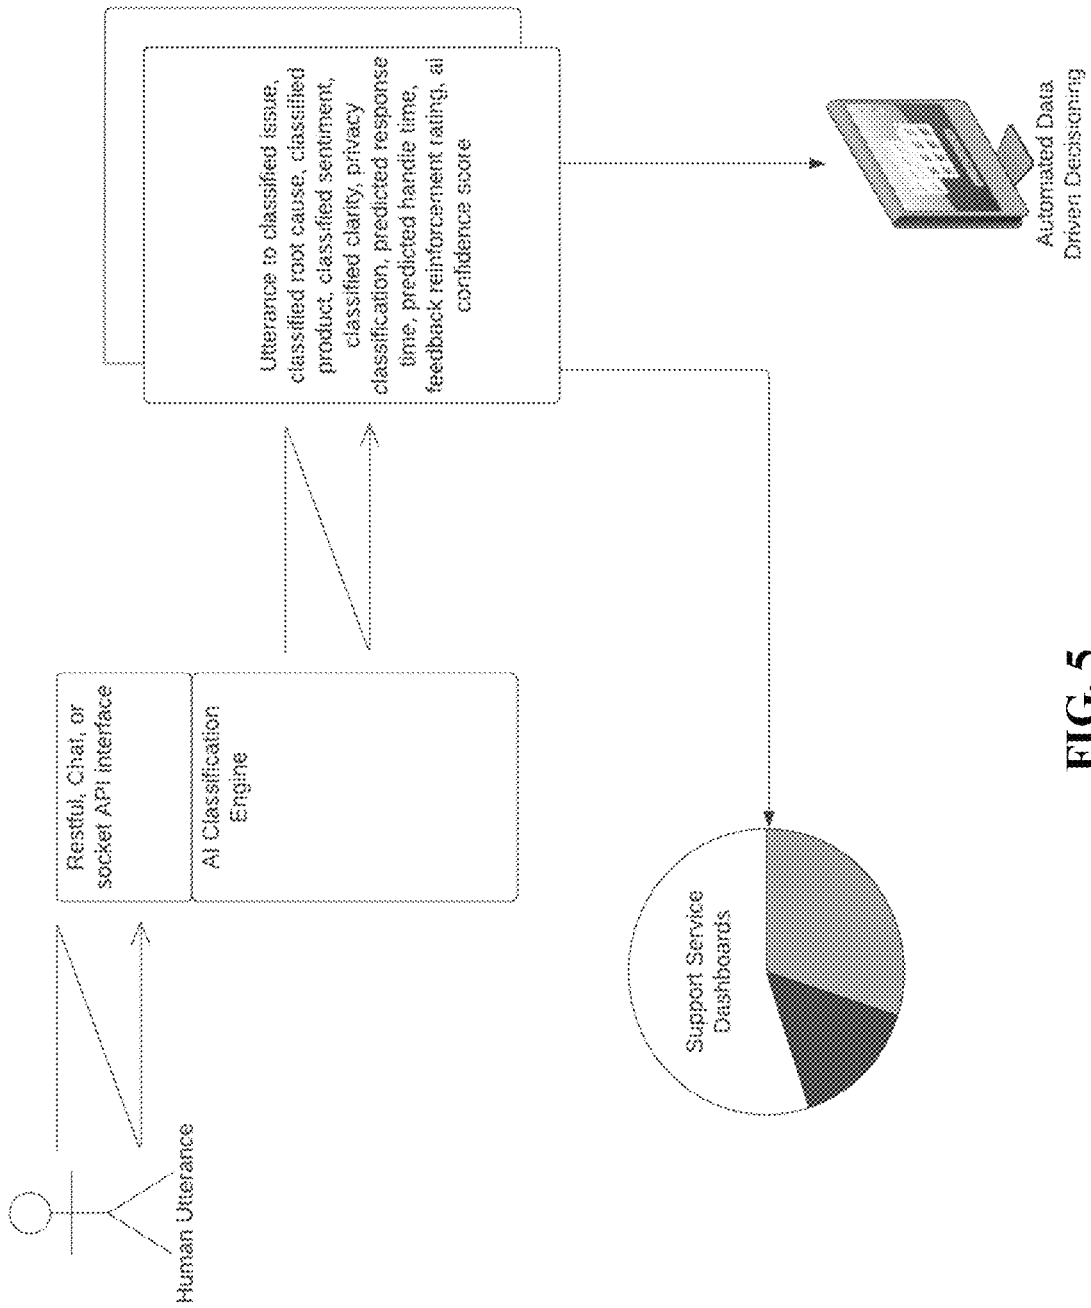 Human Utterance
Restful, Chat, or
socket API interface
AI Classification
Engine
Utterance to classified issue,
classified root cause, classified
product, classified sentiment,
classified clarity, privacy
classification, predicted response
time, predicted handle time,
feedback reinforcement rating, ai
confidence score
Support Service
Dashboards
Automated Data
Driven Decisioning
FIG. 5